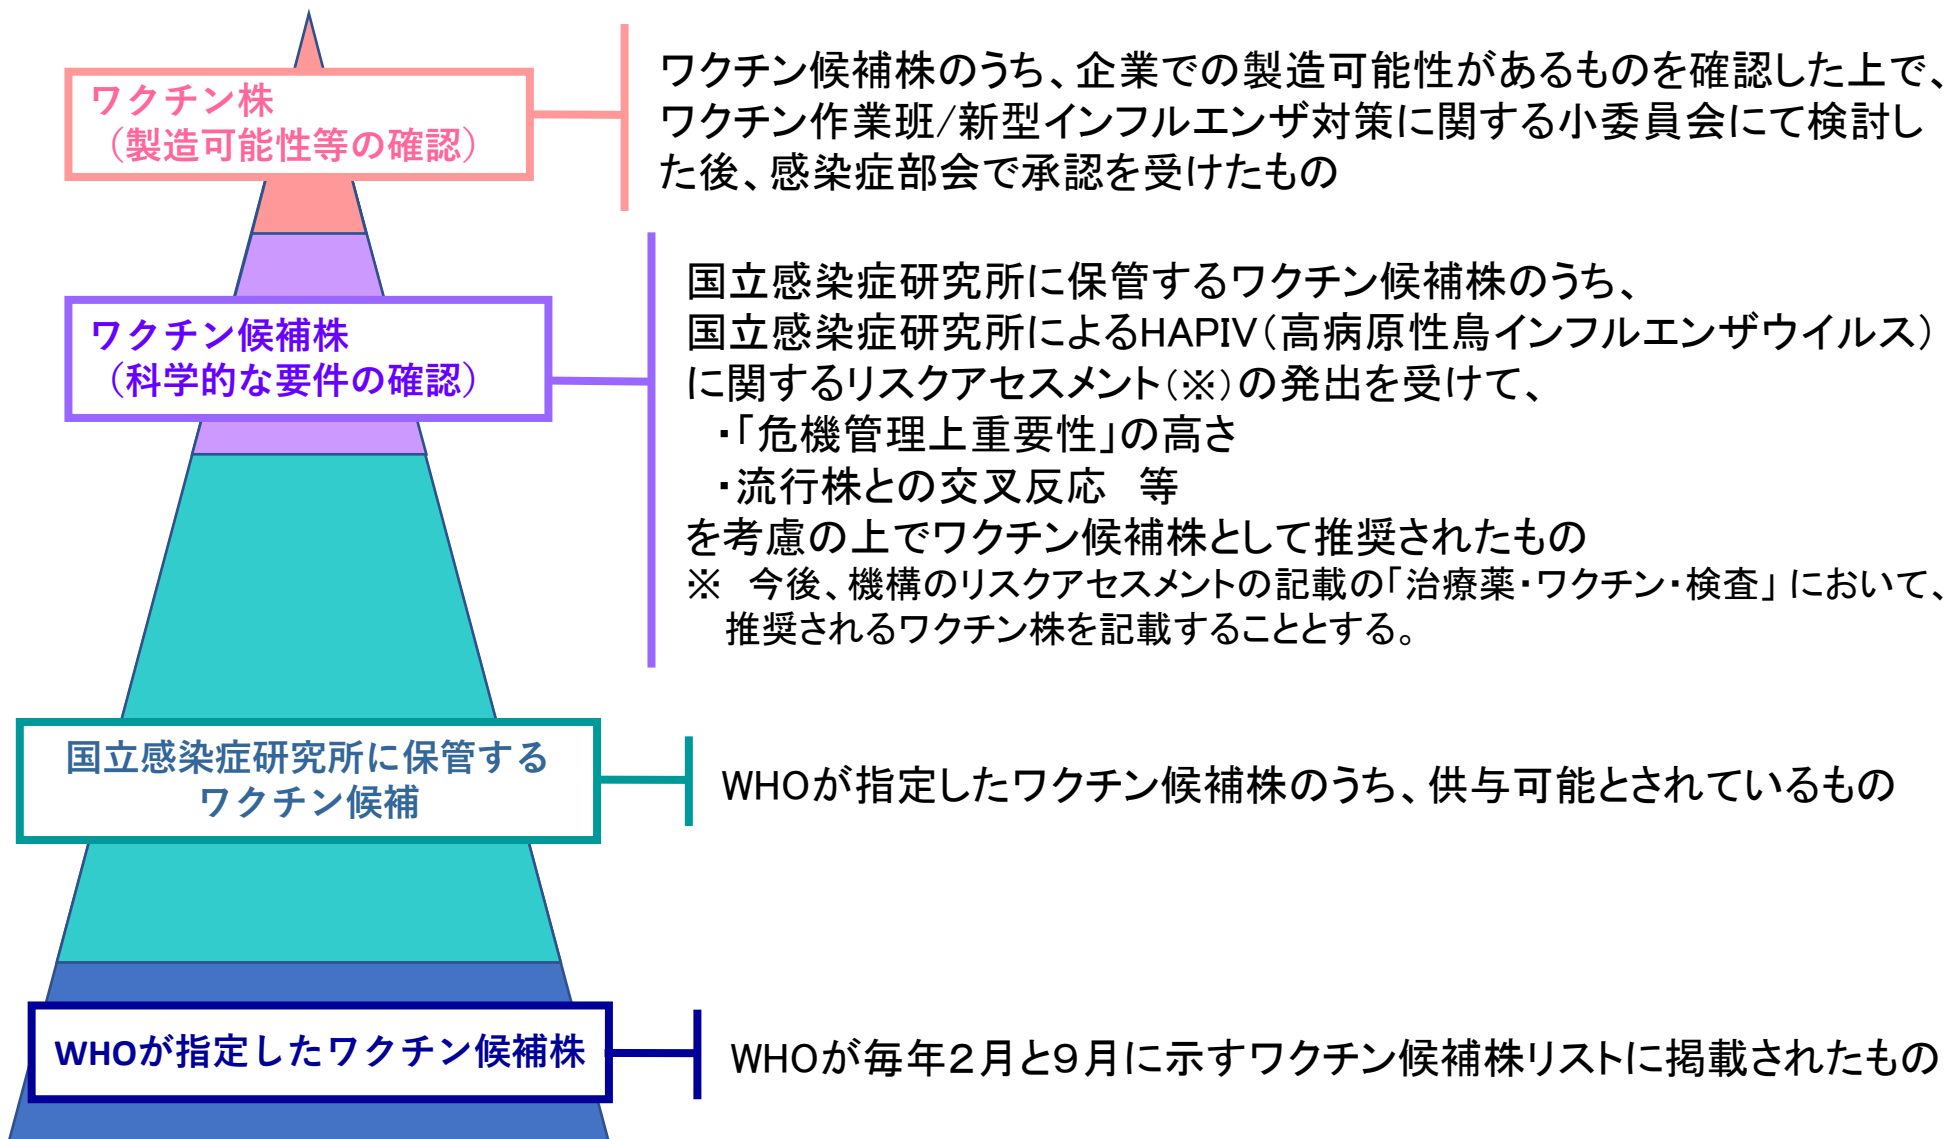 ワクチン株
（製造可能性等の確認）
ワクチン候補株のうち、企業での製造可能性があるものを確認した上で、
ワクチン作業班/新型インフルエンザ対策に関する小委員会にて検討し
た後、感染症部会で承認を受けたもの
ワクチン候補株
（科学的な要件の確認）
国立感染症研究所に保管するワクチン候補株のうち、
国立感染症研究所によるHAPIV（高病原性鳥インフルエンザウイルス）
に関するリスクアセスメント（※）の発出を受けて、
・「危機管理上重要性」の高さ
・流行株との交叉反応　等
を考慮の上でワクチン候補株として推奨されたもの
※　今後、機構のリスクアセスメントの記載の「治療薬・ワクチン・検査」において、
推奨されるワクチン株を記載することとする。
国立感染症研究所に保管する
ワクチン候補
WHOが指定したワクチン候補株のうち、供与可能とされているもの
WHOが指定したワクチン候補株
WHOが毎年２月と９月に示すワクチン候補株リストに掲載されたもの